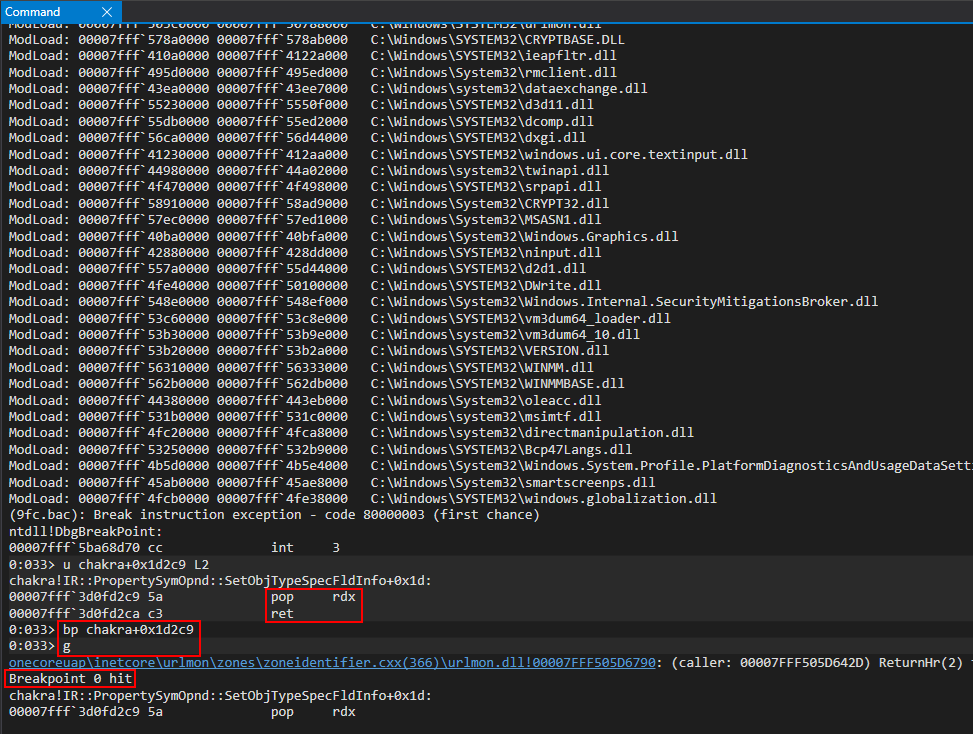 Command
ModLoad: 00007fff`505c0000 00007fff`50788000   C:\Windows\SYSTEM32\urlmon.dll
ModLoad: 00007fff`578a0000 00007fff`578ab000   C:\Windows\SYSTEM32\CRYPTBASE.DLL
ModLoad: 00007fff`410a0000 00007fff`4122a000   C:\Windows\SYSTEM32\ieapfltr.dll
ModLoad: 00007fff`495d0000 00007fff`495ed000   C:\Windows\SYSTEM32\rmclient.dll
ModLoad: 00007fff`43ea0000 00007fff`43ee7000   C:\Windows\SYSTEM32\dataexchange.dll
ModLoad: 00007fff`55230000 00007fff`5550f000   C:\Windows\SYSTEM32\d3d11.dll
ModLoad: 00007fff`55db0000 00007fff`55ed2000   C:\Windows\SYSTEM32\dcomp.dll
ModLoad: 00007fff`56ca0000 00007fff`56d44000   C:\Windows\SYSTEM32\dxgi.dll
ModLoad: 00007fff`41230000 00007fff`412aa000   C:\Windows\SYSTEM32\windows.ui.core.textinput.dll
ModLoad: 00007fff`44980000 00007fff`44a02000   C:\Windows\SYSTEM32\twinapi.dll
ModLoad: 00007fff`4f470000 00007fff`4f498000   C:\Windows\SYSTEM32\srpapi.dll
ModLoad: 00007fff`58910000 00007fff`58ad9000   C:\Windows\System32\CRYPT32.dll
ModLoad: 00007fff`57ec0000 00007fff`57ed1000   C:\Windows\System32\MSASN1.dll
ModLoad: 00007fff`40ba0000 00007fff`40bfa000   C:\Windows\System32\Windows.Graphics.dll
ModLoad: 00007fff`42880000 00007fff`428dd000   C:\Windows\System32\ninput.dll
ModLoad: 00007fff`557a0000 00007fff`55d44000   C:\Windows\System32\d2d1.dll
ModLoad: 00007fff`4fe40000 00007fff`50100000   C:\Windows\SYSTEM32\DWrite.dll
ModLoad: 00007fff`548e0000 00007fff`548ef000   C:\Windows\System32\Windows.Internal.SecurityMitigationsBroker.dll
ModLoad: 00007fff`53c60000 00007fff`53c8e000   C:\Windows\SYSTEM32\vm3dum64_loader.dll
ModLoad: 00007fff`53b30000 00007fff`53b9e000   C:\Windows\SYSTEM32\vm3dum64_10.dll
ModLoad: 00007fff`53b20000 00007fff`53b2a000   C:\Windows\SYSTEM32\VERSION.dll
ModLoad: 00007fff`56310000 00007fff`56333000   C:\Windows\SYSTEM32\WINMM.dll
ModLoad: 00007fff`562b0000 00007fff`562db000   C:\Windows\SYSTEM32\WINMMBASE.dll
ModLoad: 00007fff`44380000 00007fff`443eb000   C:\Windows\system32\oleacc.dll
ModLoad: 00007fff`531b0000 00007fff`531c0000   C:\Windows\System32\msimtf.dll
ModLoad: 00007fff`4fc20000 00007fff`4fca8000   C:\Windows\system32\directmanipulation.dll
ModLoad: 00007fff`53250000 00007fff`532b9000   C:\Windows\SYSTEM32\Bcp47Langs.dll
ModLoad: 00007fff`4b5d0000 00007fff`4b5e4000   C:\Windows\System32\Windows.System.Profile.PlatformDiagnosticsAndUsageDataSetti
ModLoad: 00007fff`45ab0000 00007fff`45ae8000   C:\Windows\System32\smartscreenps.dll
ModLoad: 00007fff`4fcb0000 00007fff`4fe38000   C:\Windows\SYSTEM32\windows.globalization.dll
(9fc.bac): Break instruction exception - code 80000003 (first chance)
ntdll!DbgBreakPoint:
00007fff`5ba68d70 cc              int     3
0:033> u chakra+0x1d2c9 L2
chakra!IR::PropertySymOpnd::SetObjTypeSpecFldInfo+0x1d:
00007fff`3d0fd2c9 5a              pop     rdx
00007fff`3d0fd2ca c3              ret
0:033> bp chakra+0x1d2c9
0:033> g
onecoreuap\inetcore\urlmon\zones\zoneidentifier.cxx(366)\urlmon.dll!00007FFF505D6790: (caller: 00007FFF505D642D) ReturnHr(2)
Breakpoint 0 hit
chakra!IR::PropertySymOpnd::SetObjTypeSpecFldInfo+0x1d:
00007fff`3d0fd2c9 5a              pop     rdx